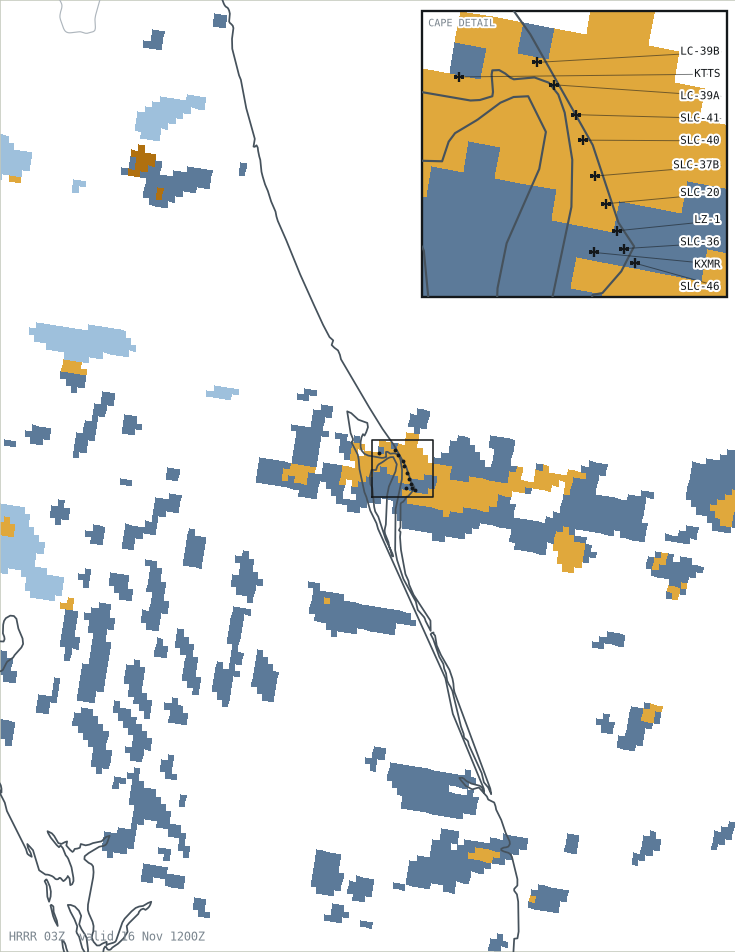 CAPE DETAIL
LC-39B
KTTS
LC-39A
SLC-41
SLC-40
SLC-37B
SLC-20
LZ-1
SLC-36
KXMR
SLC-46
HRRR 03Z valid 16 Nov 1200Z